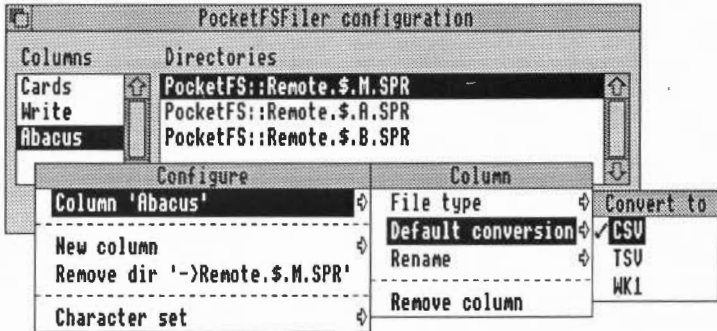 PocketFSFiler configuration
Columns Directories
Cards PocketFS::Remote.$.M.SPR
Write PocketFS::Remote.$.A.SPR
Abacus PocketFS::Remote.$.B.SPR
Configure Column
Column 'Abacus' File type Convert to
Default conversion ✓ CSV
New column Rename TSV
Remove dir '->Remote.$.M.SPR' WK1
Character set Remove column